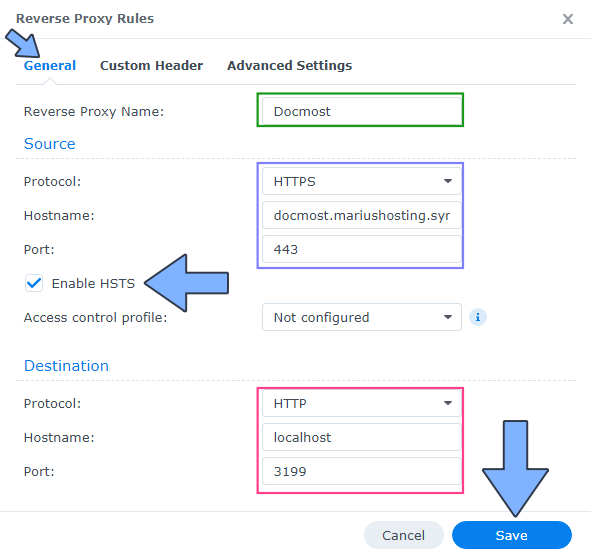 Reverse Proxy Rules
General Custom Header Advanced Settings
Reverse Proxy Name: Docmost
Source
Protocol: HTTPS
Hostname: docmost.mariushosting.syn
Port: 443
Enable HSTS
Access control profile: Not configured
Destination
Protocol: HTTP
Hostname: localhost
Port: 3199
Cancel Save